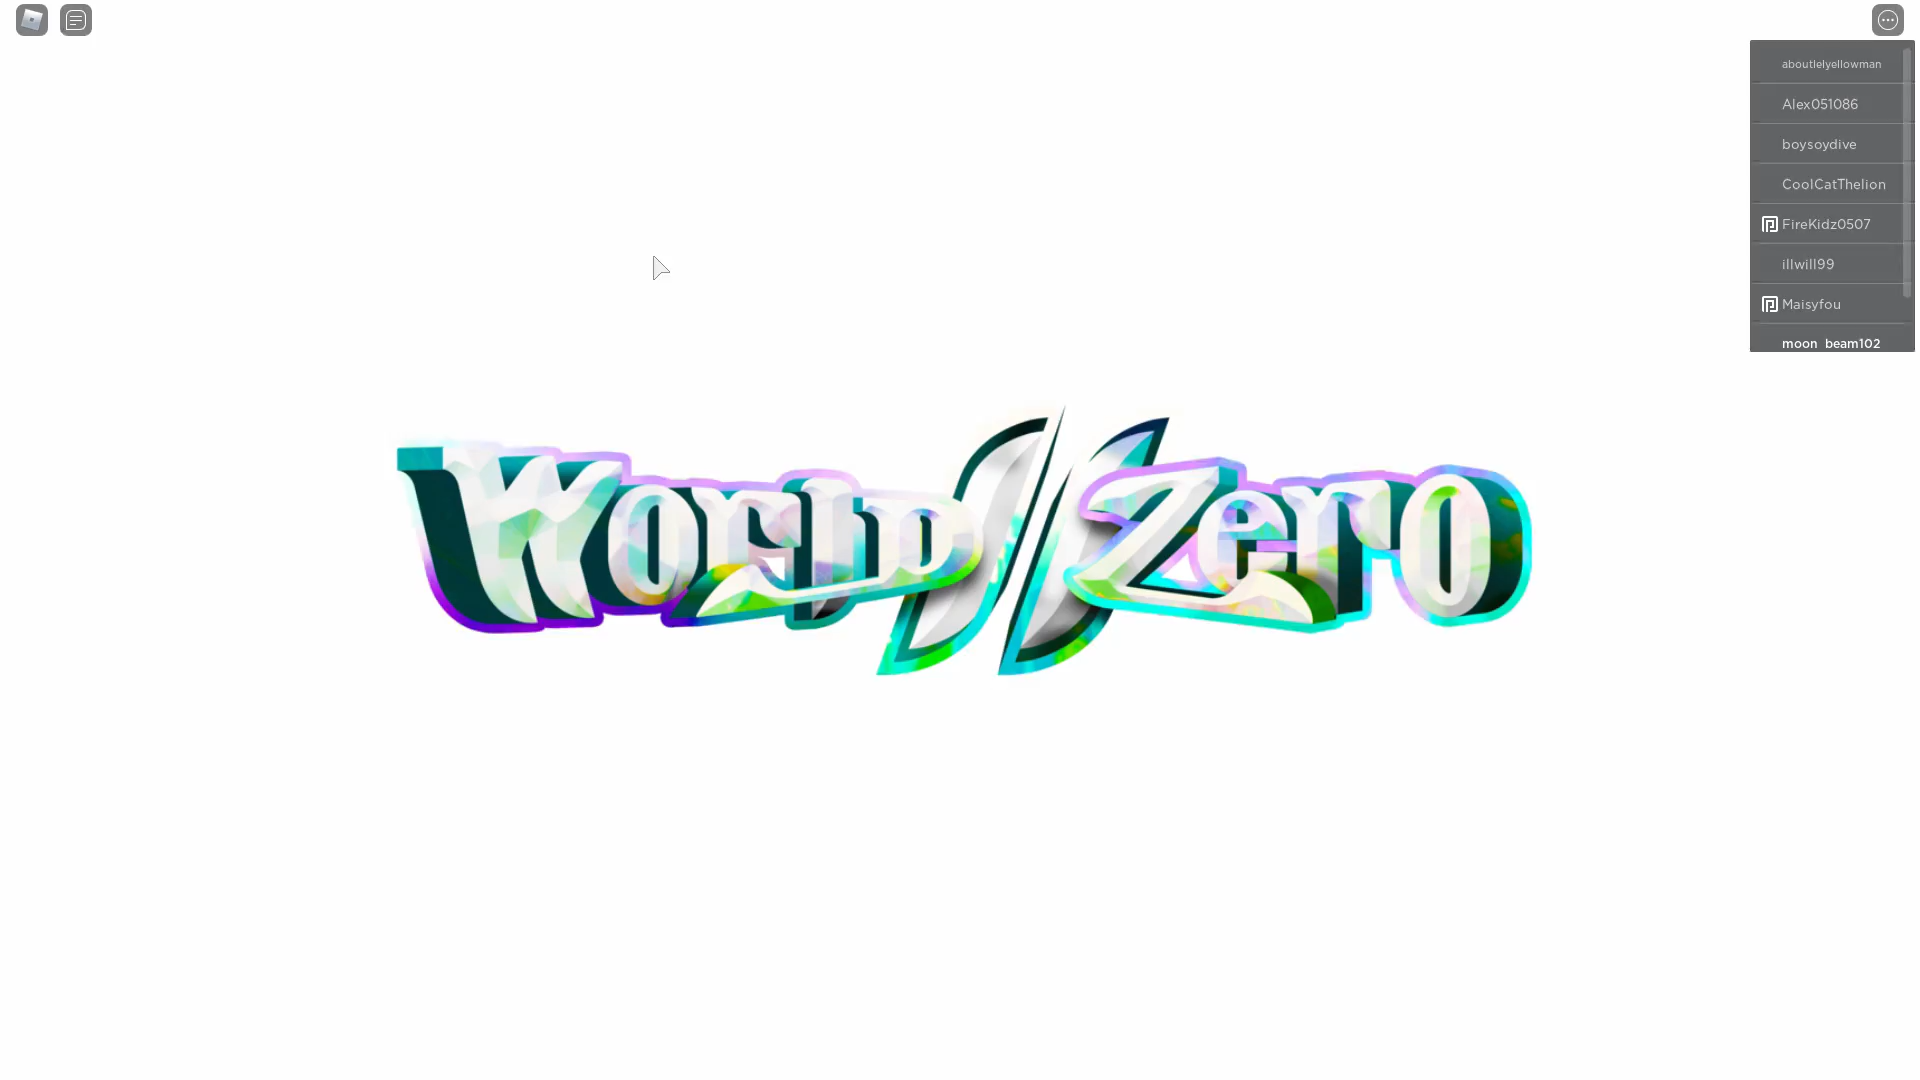 aboutlelyellowman
Alex051086
boysoydive
CoolCatThelion
FireKidz0507
illwill99
Maisyfou
moon_beam102
World // Zero